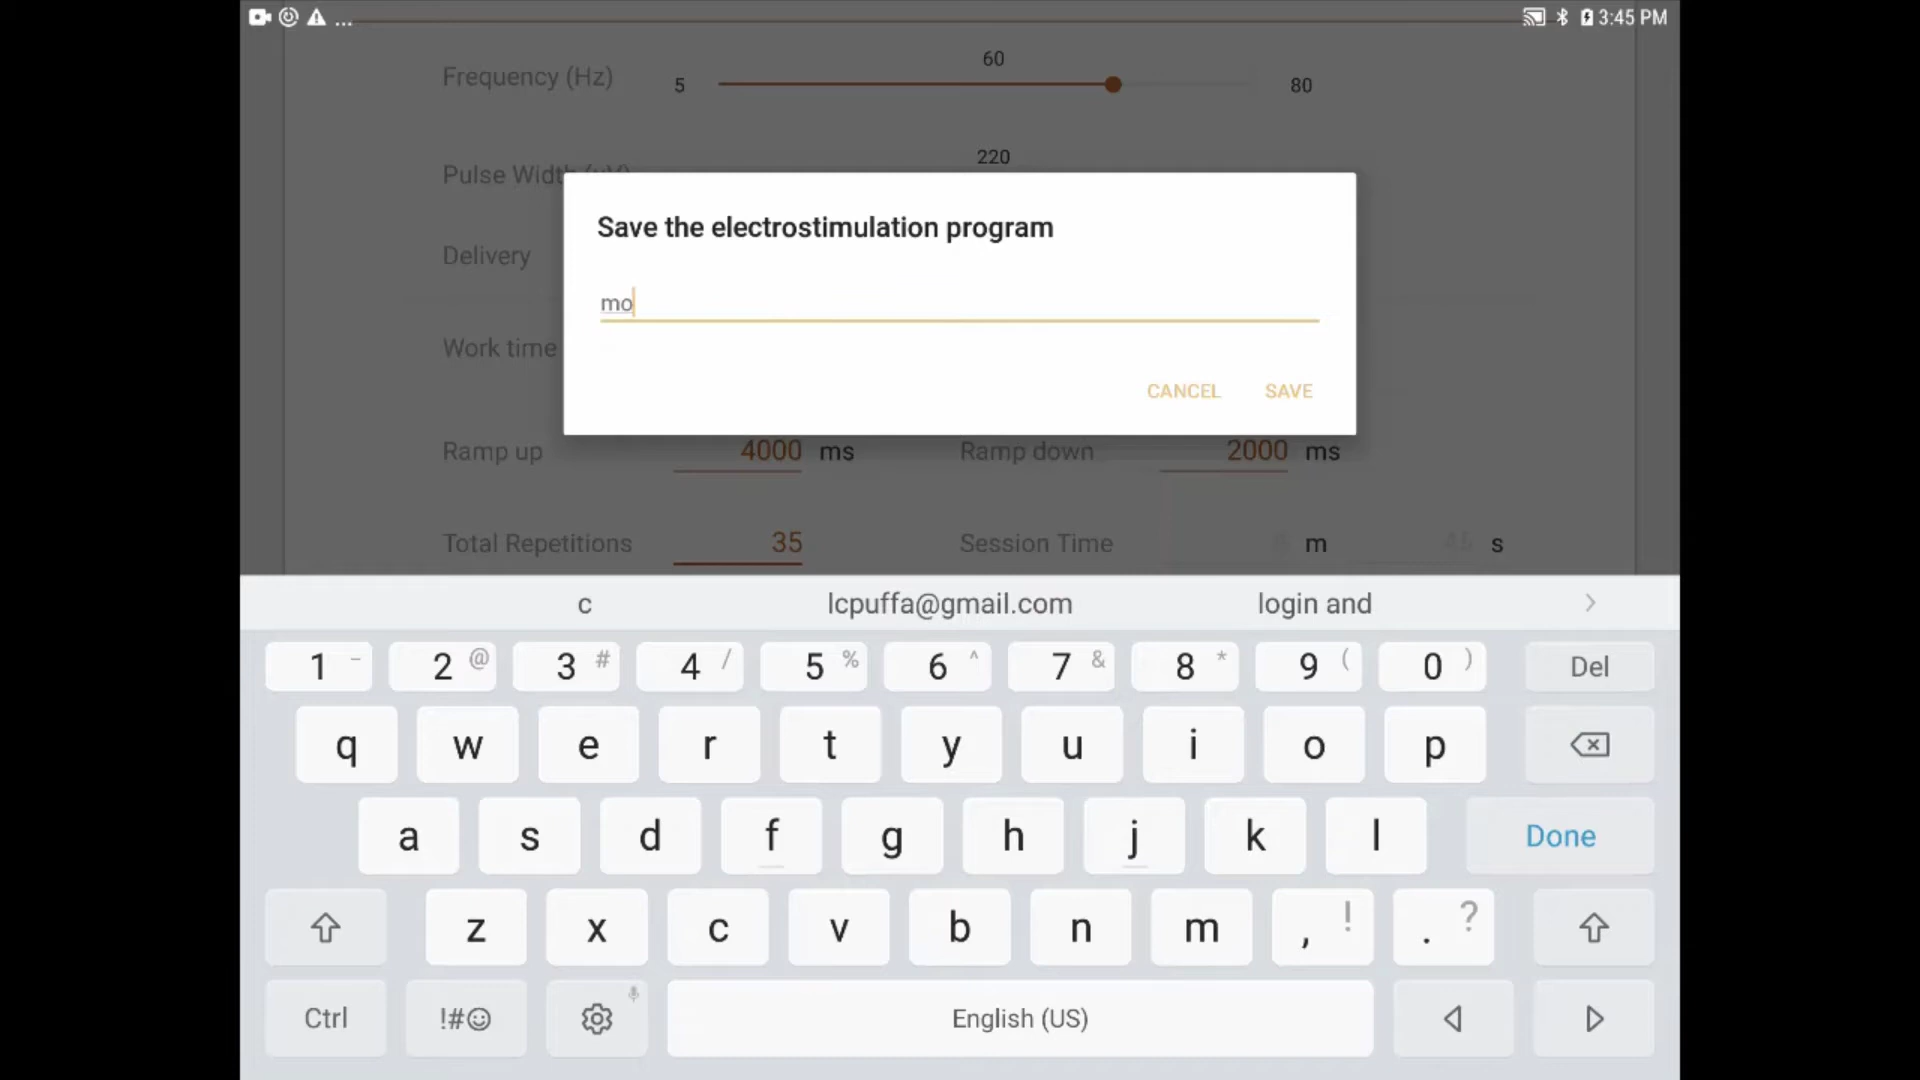 ... 3:45 PM
60
Frequency (Hz) 5 80
220
Pulse Width
Save the electrostimulation program
Delivery
mo
Work time
CANCEL SAVE
Ramp up 4000 ms Ramp down 2000 ms
Total Repetitions 35 Session Time m 45 s
c lcpuffa@gmail.com login and
1 - 2 @ 3 # 4 / 5 % 6 ^ 7 & 8 * 9 ( 0 ) Del
q w e r t y u i o p
a s d f g h j k l Done
z x c v b n m , ! . ?
Ctrl !#☺ English (US)